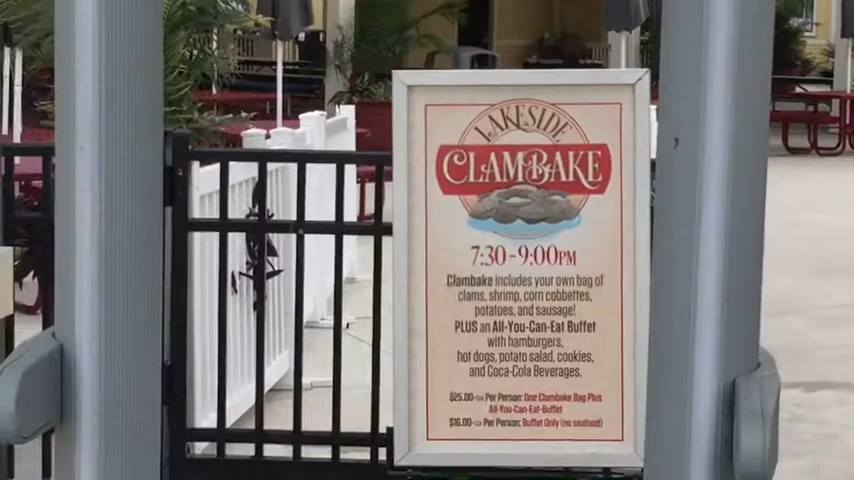 LAKESIDE
CLAMBAKE
7:30-9:00PM
Clambake includes your own bag of
clams, shrimp, corn cobbettes,
potatoes, and sausage!
PLUS an All-You-Can-Eat Buffet
with hamburgers,
hot dogs, potato salad, cookies,
and Coca-Cola Beverages.
$25.00 Per Person: One Clambake Bag Plus
All-You-Can-Eat-Buffet
$16.00 Per Person: Buffet Only (no seafood)